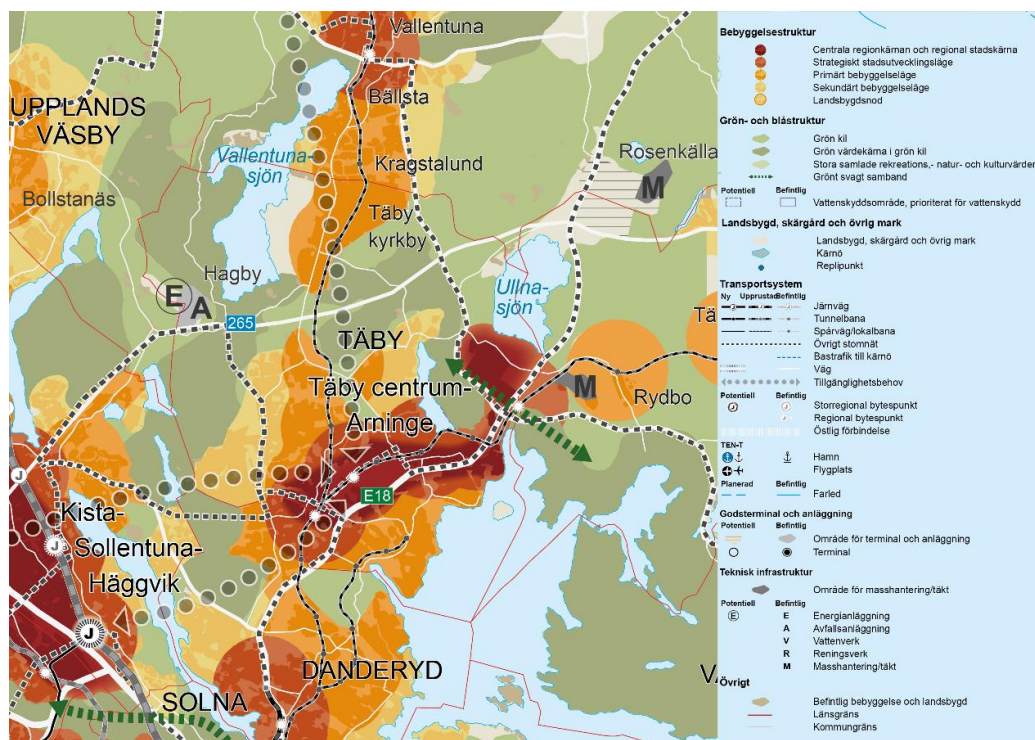 Vallentuna
Bällsta
UPPLANDS
VÄSBY
Vallentuna-
sjön
Kragstalund
Rosenkälla
M
Bollstanäs
Täby
kyrkby
Hagby
E
A
Ullna-
sjön
265
TÄBY
Tä
Täby centrum-
Arninge
M
Rydbo
J
E18
Kista-
Sollentuna-
Häggvik
J
J
DANDERYD
SOLNA
V
Bebyggelsestruktur
Centrala regionkärnan och regional stadskärna
Strategiskt stadsutvecklingsläge
Primärt bebyggelseläge
Sekundärt bebyggelseläge
Landsbygdsnod
Grön- och blåstruktur
Grön kil
Grön värdekärna i grön kil
Stora samlade rekreations,- natur- och kulturvärden
Grönt svagt samband
Potentiell Befintlig
Vattenskyddsområde, prioriterat för vattenskydd
Landsbygd, skärgård och övrig mark
Landsbygd, skärgård och övrig mark
Kärnö
Replipunkt
Transportsystem
Ny Upprustad Befintlig
Järnväg
Tunnelbana
Spårväg/lokalbana
Övrigt stomnät
Bastrafik till kärnö
Väg
Tillgänglighetsbehov
Potentiell Befintlig
Storregional bytespunkt
Regional bytespunkt
Östlig förbindelse
TEN-T
Hamn
Flygplats
Planerad Befintlig
Farled
Godsterminal och anläggning
Potentiell Befintlig
Område för terminal och anläggning
Terminal
Teknisk infrastruktur
Område för masshantering/täkt
Potentiell Befintlig
E E Energianläggning
A Avfallsanläggning
V Vattenverk
R Reningsverk
M Masshantering/täkt
Övrigt
Befintlig bebyggelse och landsbygd
Länsgräns
Kommungräns